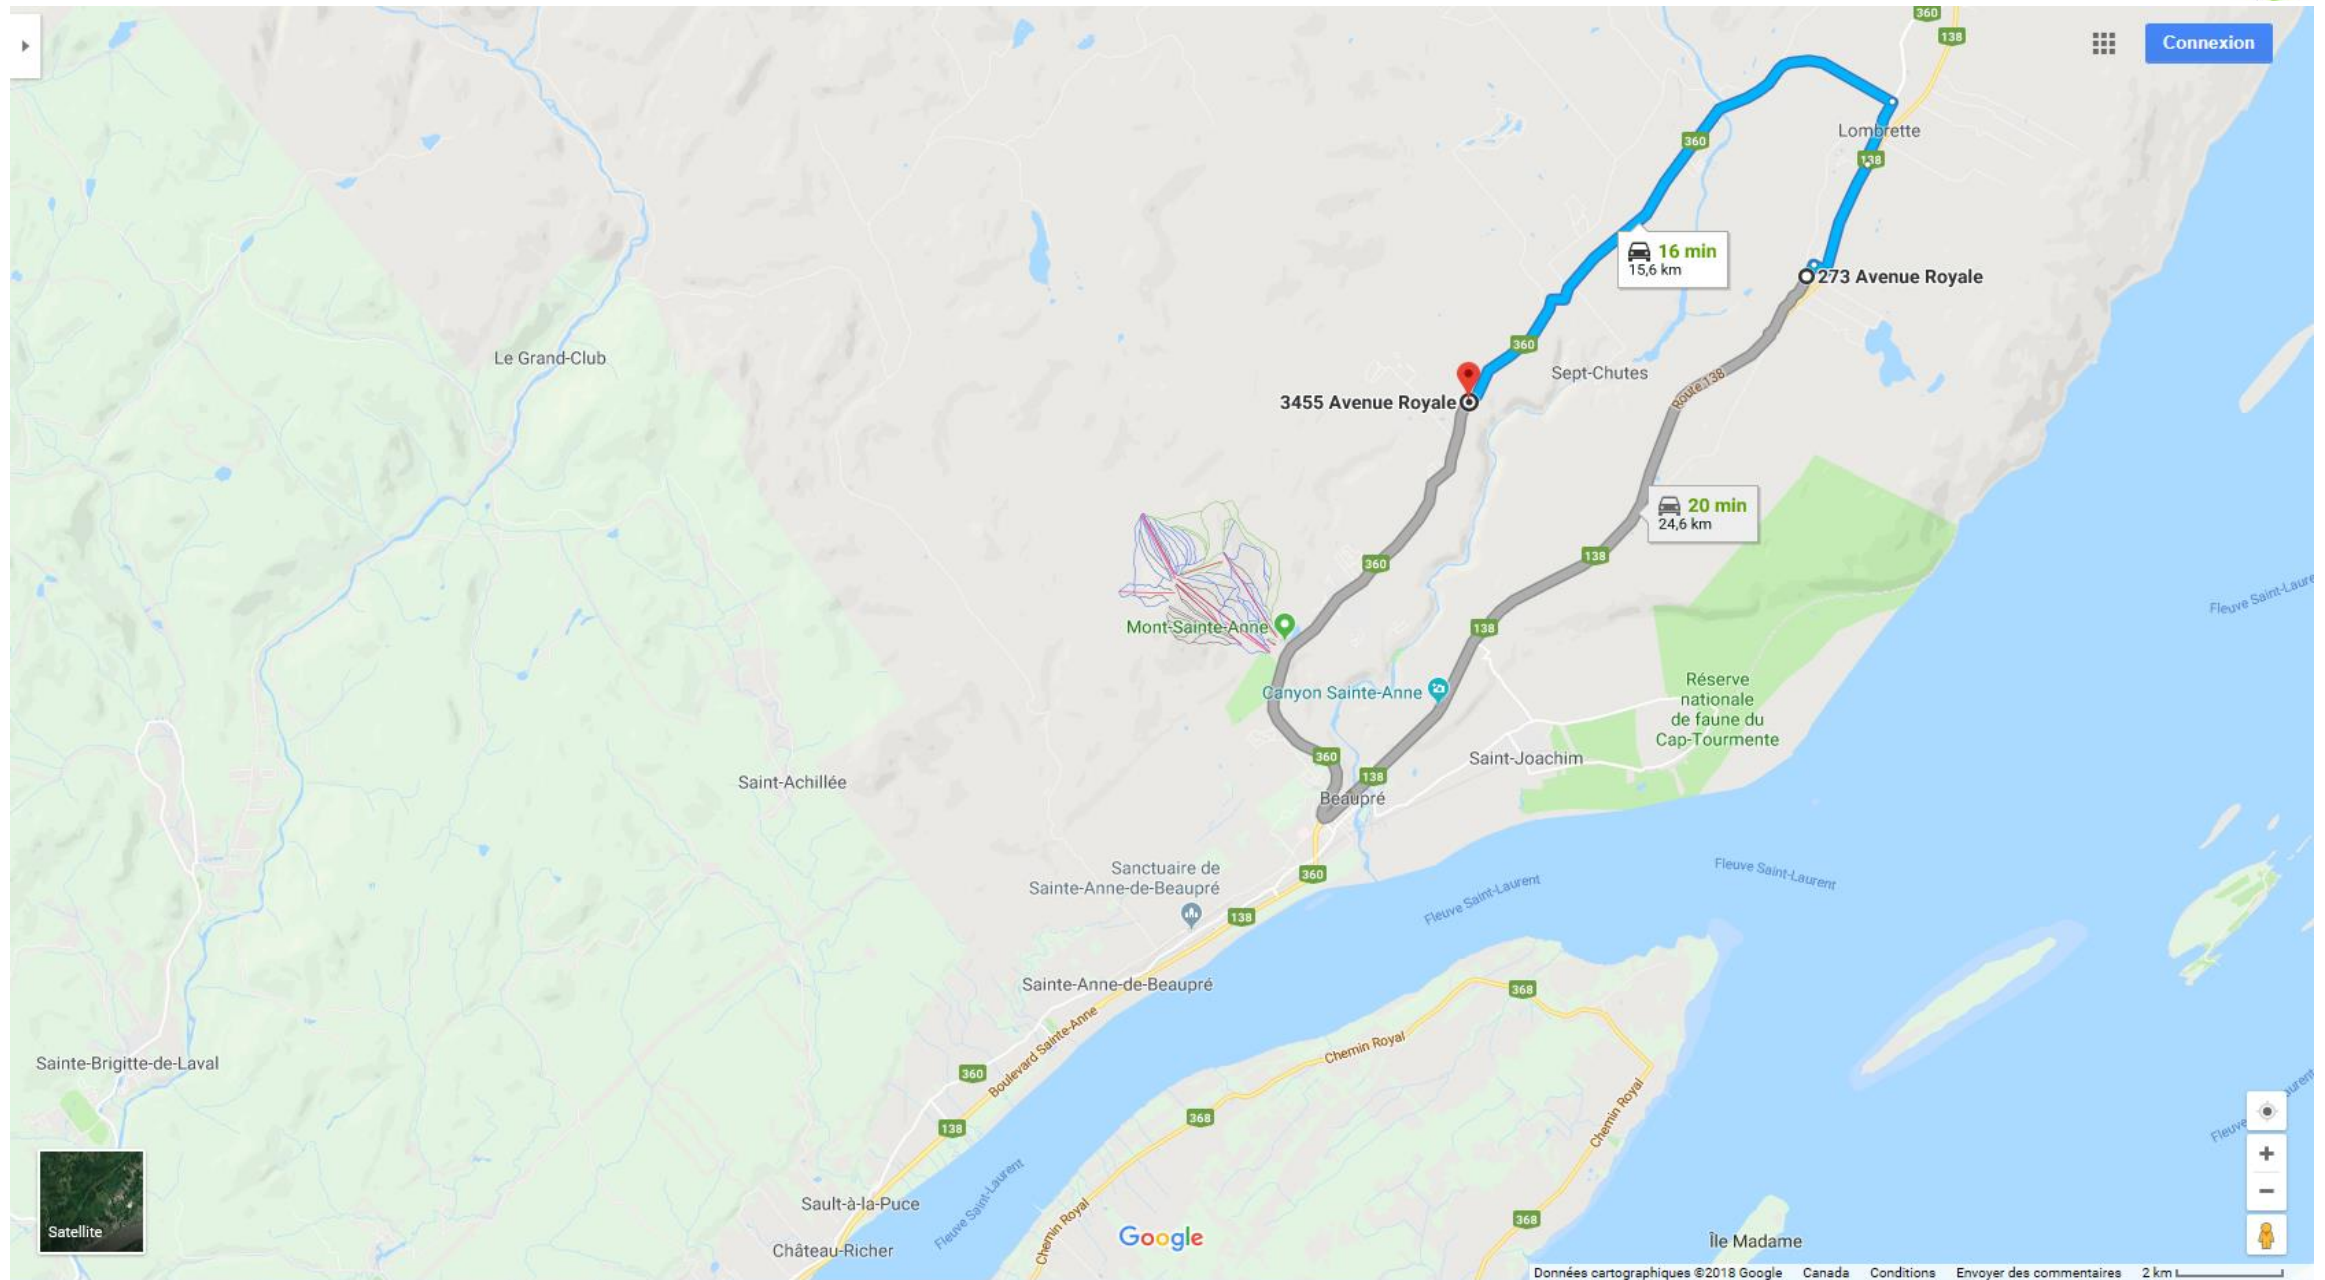 360
138
Connexion
Lombrette
360
138
16 min
15,6 km
273 Avenue Royale
360
Le Grand-Club
Sept-Chutes
Route 138
3455 Avenue Royale
20 min
24,6 km
138
360
Fleuve Saint-Laure
Mont-Sainte-Anne
138
Canyon Sainte-Anne
Réserve
nationale
de faune du
Cap-Tourmente
360
Saint-Joachim
138
Saint-Achillée
Beaupré
Sanctuaire de
Sainte-Anne-de-Beaupré
360
Fleuve Saint-Laurent
Fleuve Saint-Laurent
138
Sainte-Anne-de-Beaupré
368
Boulevard Sainte-Anne
Chemin Royal
Sainte-Brigitte-de-Laval
360
Chemin Royal
368
138
Fleuve
aurent
Fleuve Saint-Laurent
Sault-à-la-Puce
Chemin Royal
368
Satellite
Google
Île Madame
Château-Richer
Données cartographiques ©2018 Google Canada Conditions Envoyer des commentaires 2 km